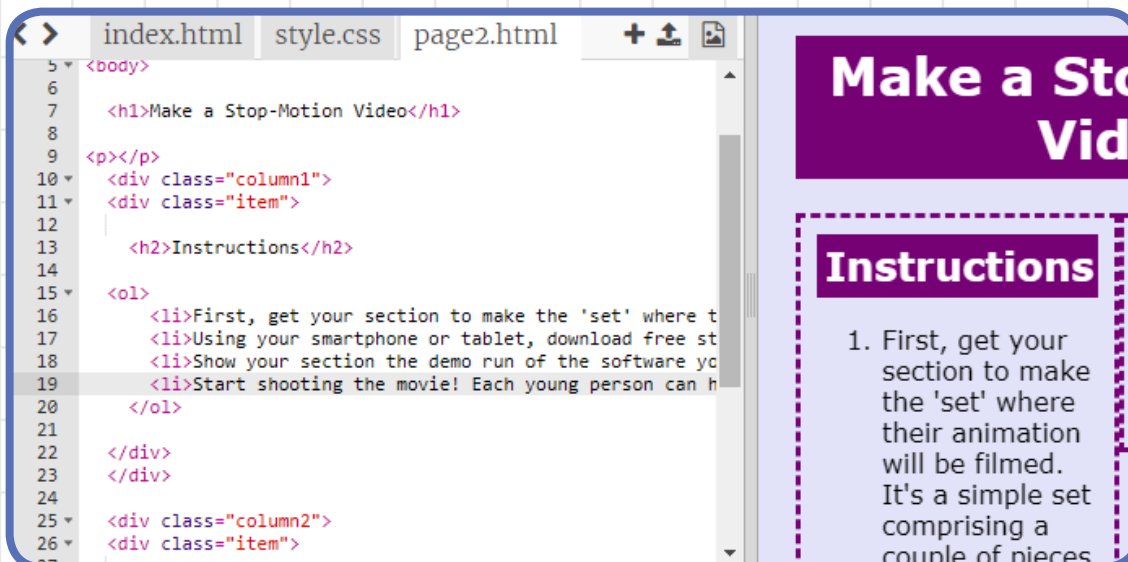 index.html style.css page2.html
5 <body>
6
7 <h1>Make a Stop-Motion Video</h1>
8
9 <p></p>
10 <div class="column1">
11 <div class="item">
12
13 <h2>Instructions</h2>
14
15 <ol>
16 <li>First, get your section to make the 'set' where t
17 <li>Using your smartphone or tablet, download free st
18 <li>Show your section the demo run of the software yo
19 <li>Start shooting the movie! Each young person can h
20 </ol>
21
22 </div>
23 </div>
24
25 <div class="column2">
26 <div class="item">
Make a Sto
Vid
Instructions
1. First, get your
section to make
the 'set' where
their animation
will be filmed.
It's a simple set
comprising a
couple of pieces